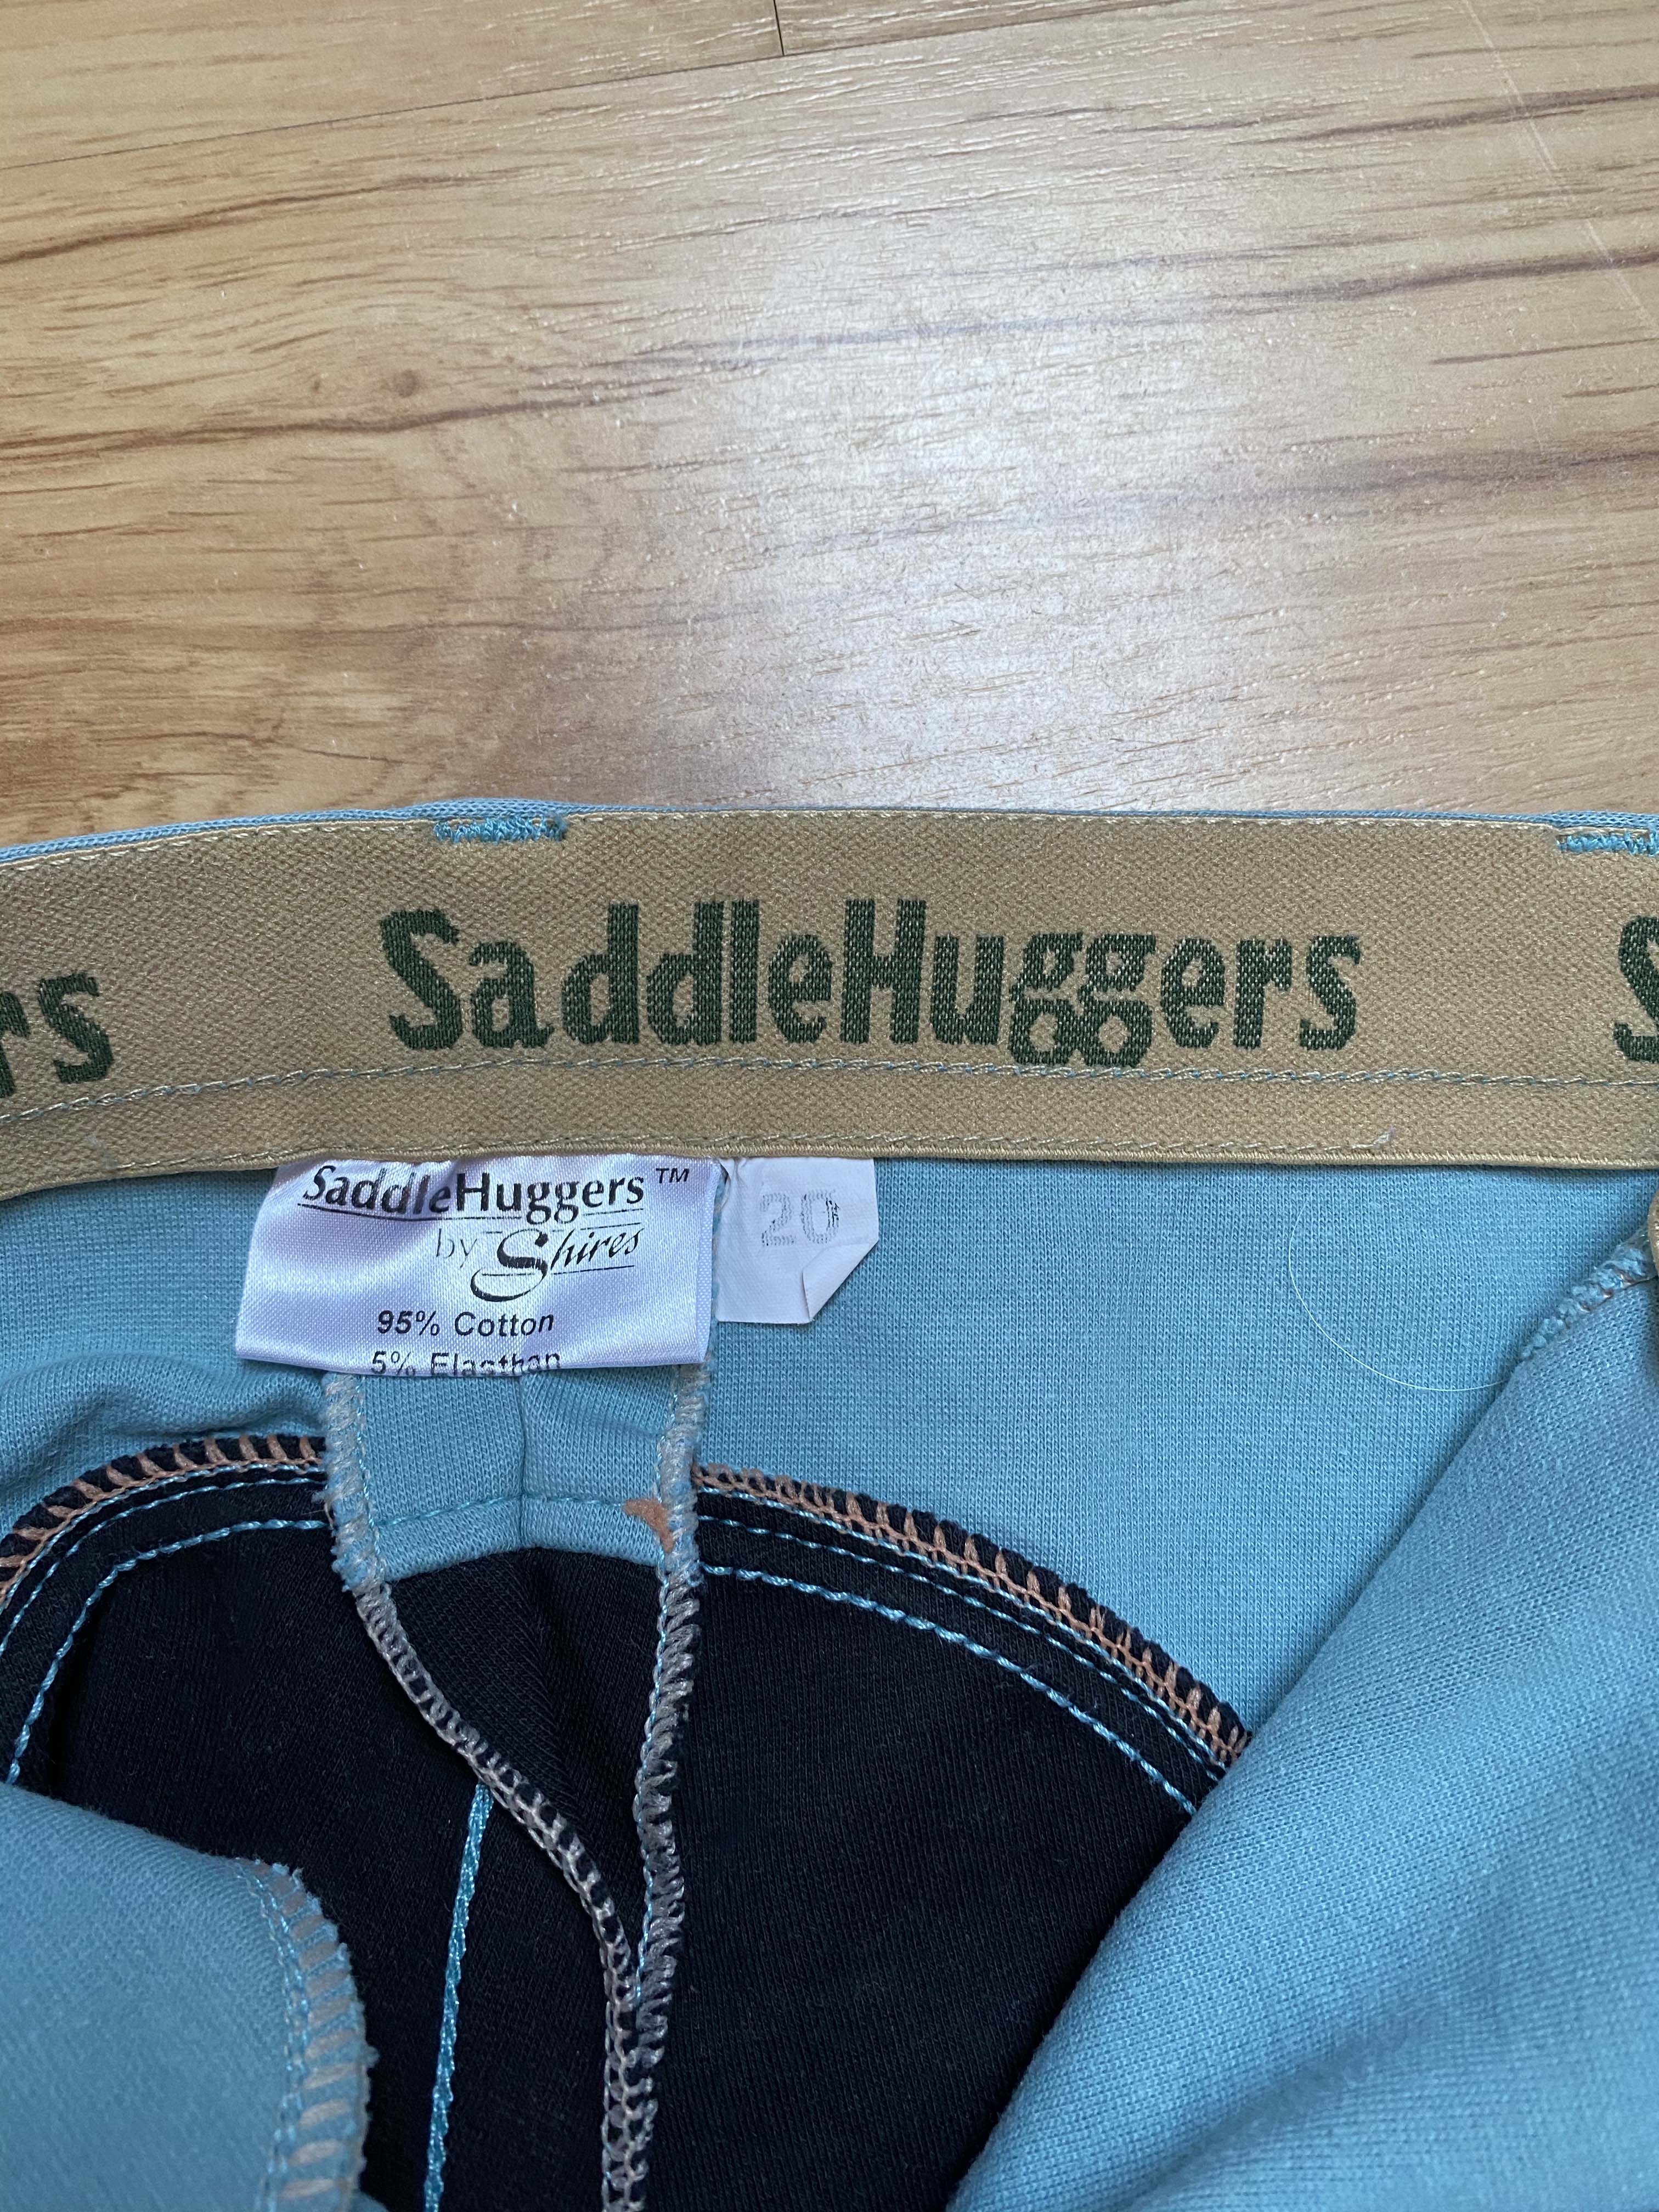 rs SaddleHuggers S
SaddleHuggers™
by Shires
95% Cotton
5% Elasthan
20